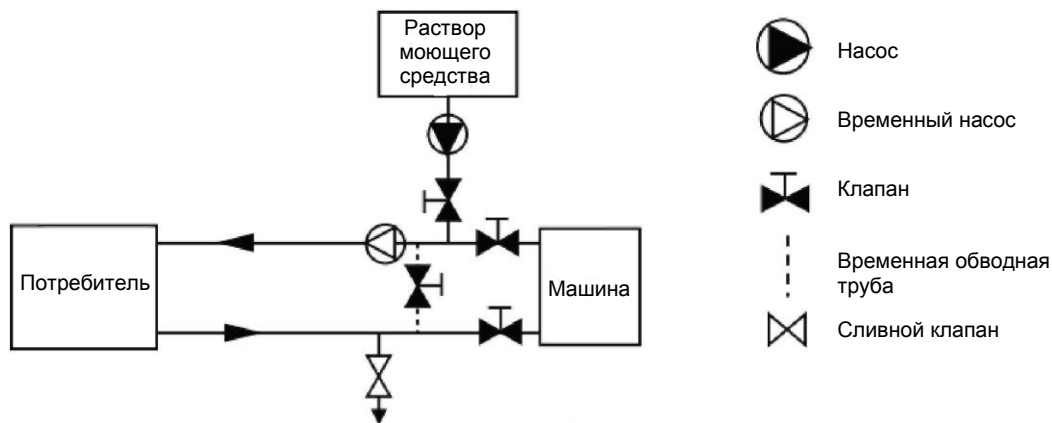 Раствор
моющего
средства
Потребитель
Машина
Насос
Временный насос
Клапан
Временная обводная
труба
Сливной клапан